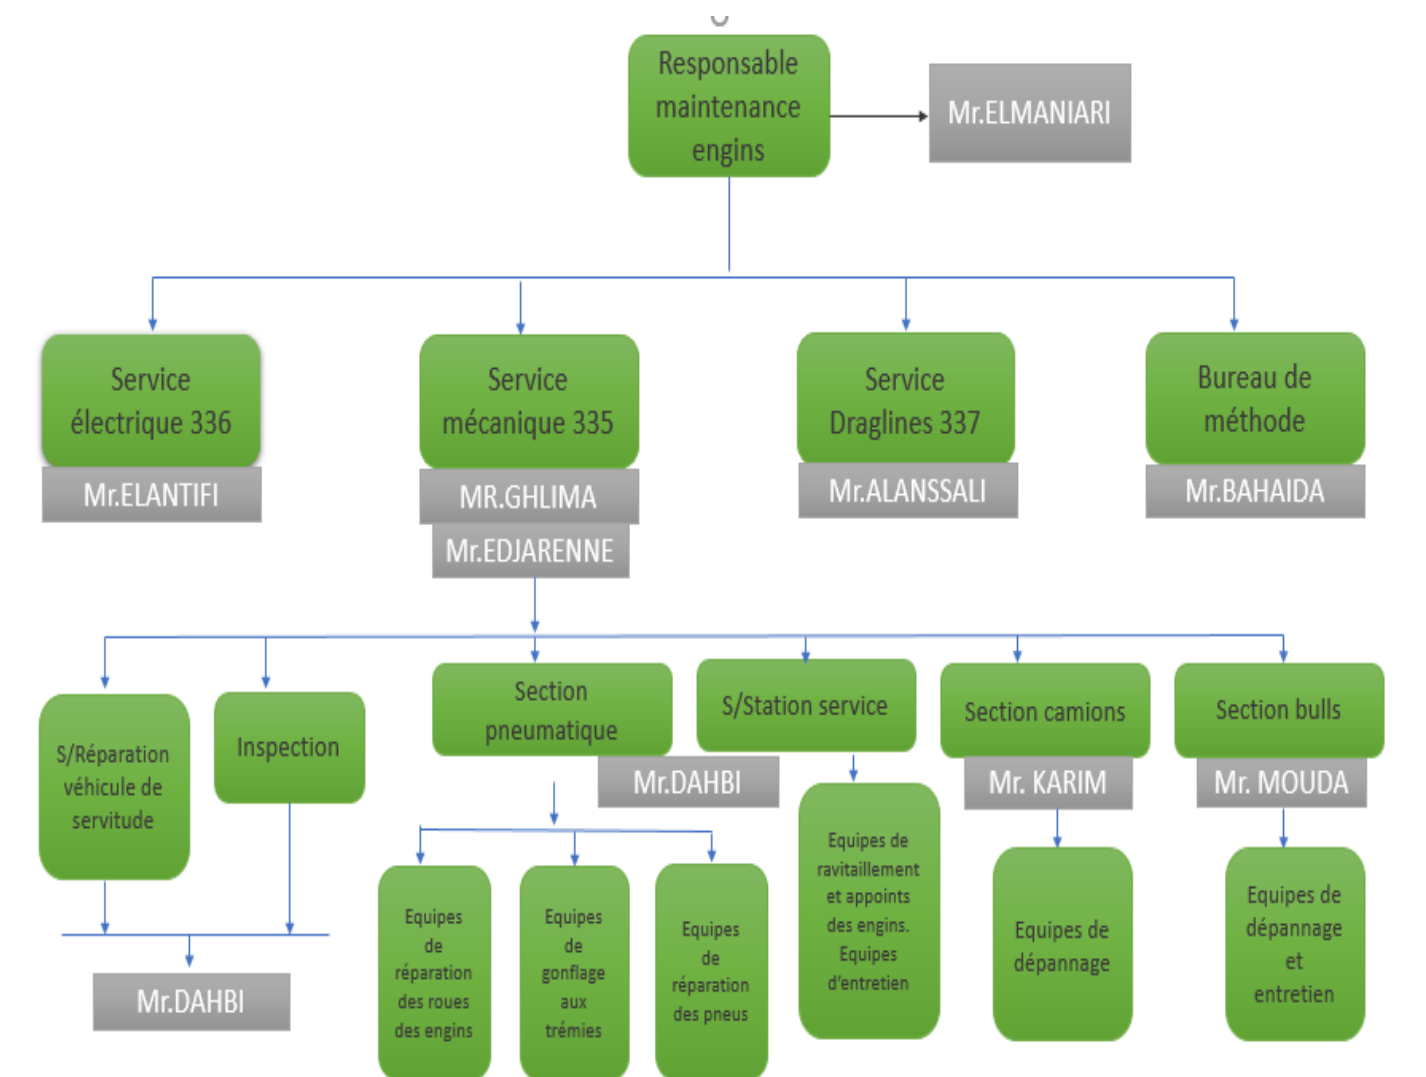 Responsable
maintenance
engins
Mr.ELMANIARI
Service
électrique 336
Mr.ELANTIFI
Service
mécanique 335
MR.GHLIMA
Mr.EDJARENNE
Service
Draglines 337
Mr.ALANSSALI
Bureau de
méthode
Mr.BAHAIDA
S/Réparation
véhicule de
servitude
Inspection
Mr.DAHBI
Section
pneumatique
S/Station service
Mr.DAHBI
Section camions
Mr. KARIM
Section bulls
Mr. MOUDA
Equipes
de
réparation
des roues
des engins
Equipes
de
gonflage
aux
trémies
Equipes
de
réparation
des pneus
Equipes de
ravitaillement
et appoints
des engins.
Equipes
d'entretien
Equipes de
dépannage
Equipes de
dépannage
et
entretien